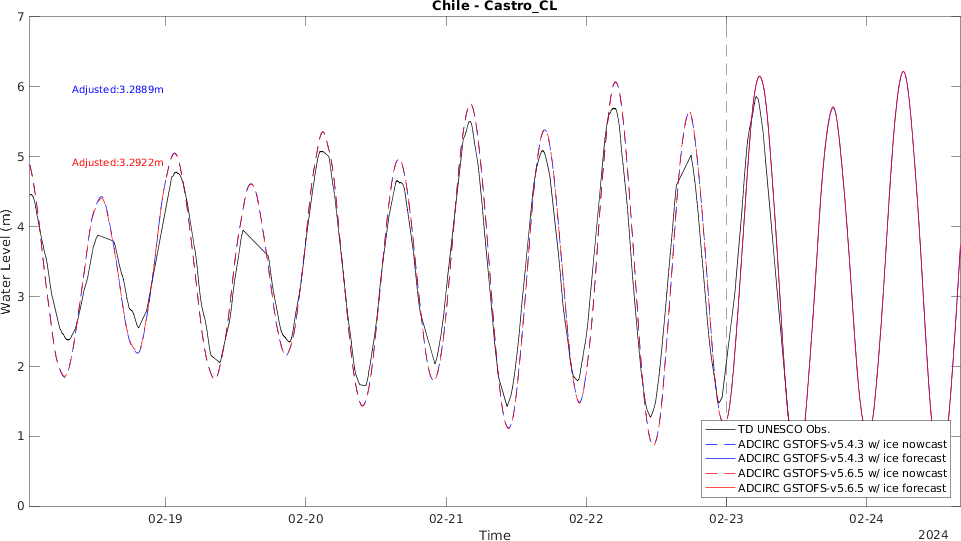 Chile - Castro_CL
7
6
5
4
3
2
1
0
Water Level (m)
Adjusted:3.2889m
Adjusted:3.2922m
TD UNESCO Obs.
ADCIRC GSTOFS-v5.4.3 w/ ice nowcast
ADCIRC GSTOFS-v5.4.3 w/ ice forecast
ADCIRC GSTOFS-v5.6.5 w/ ice nowcast
ADCIRC GSTOFS-v5.6.5 w/ ice forecast
02-19 02-20 02-21 02-22 02-23 02-24
Time
2024